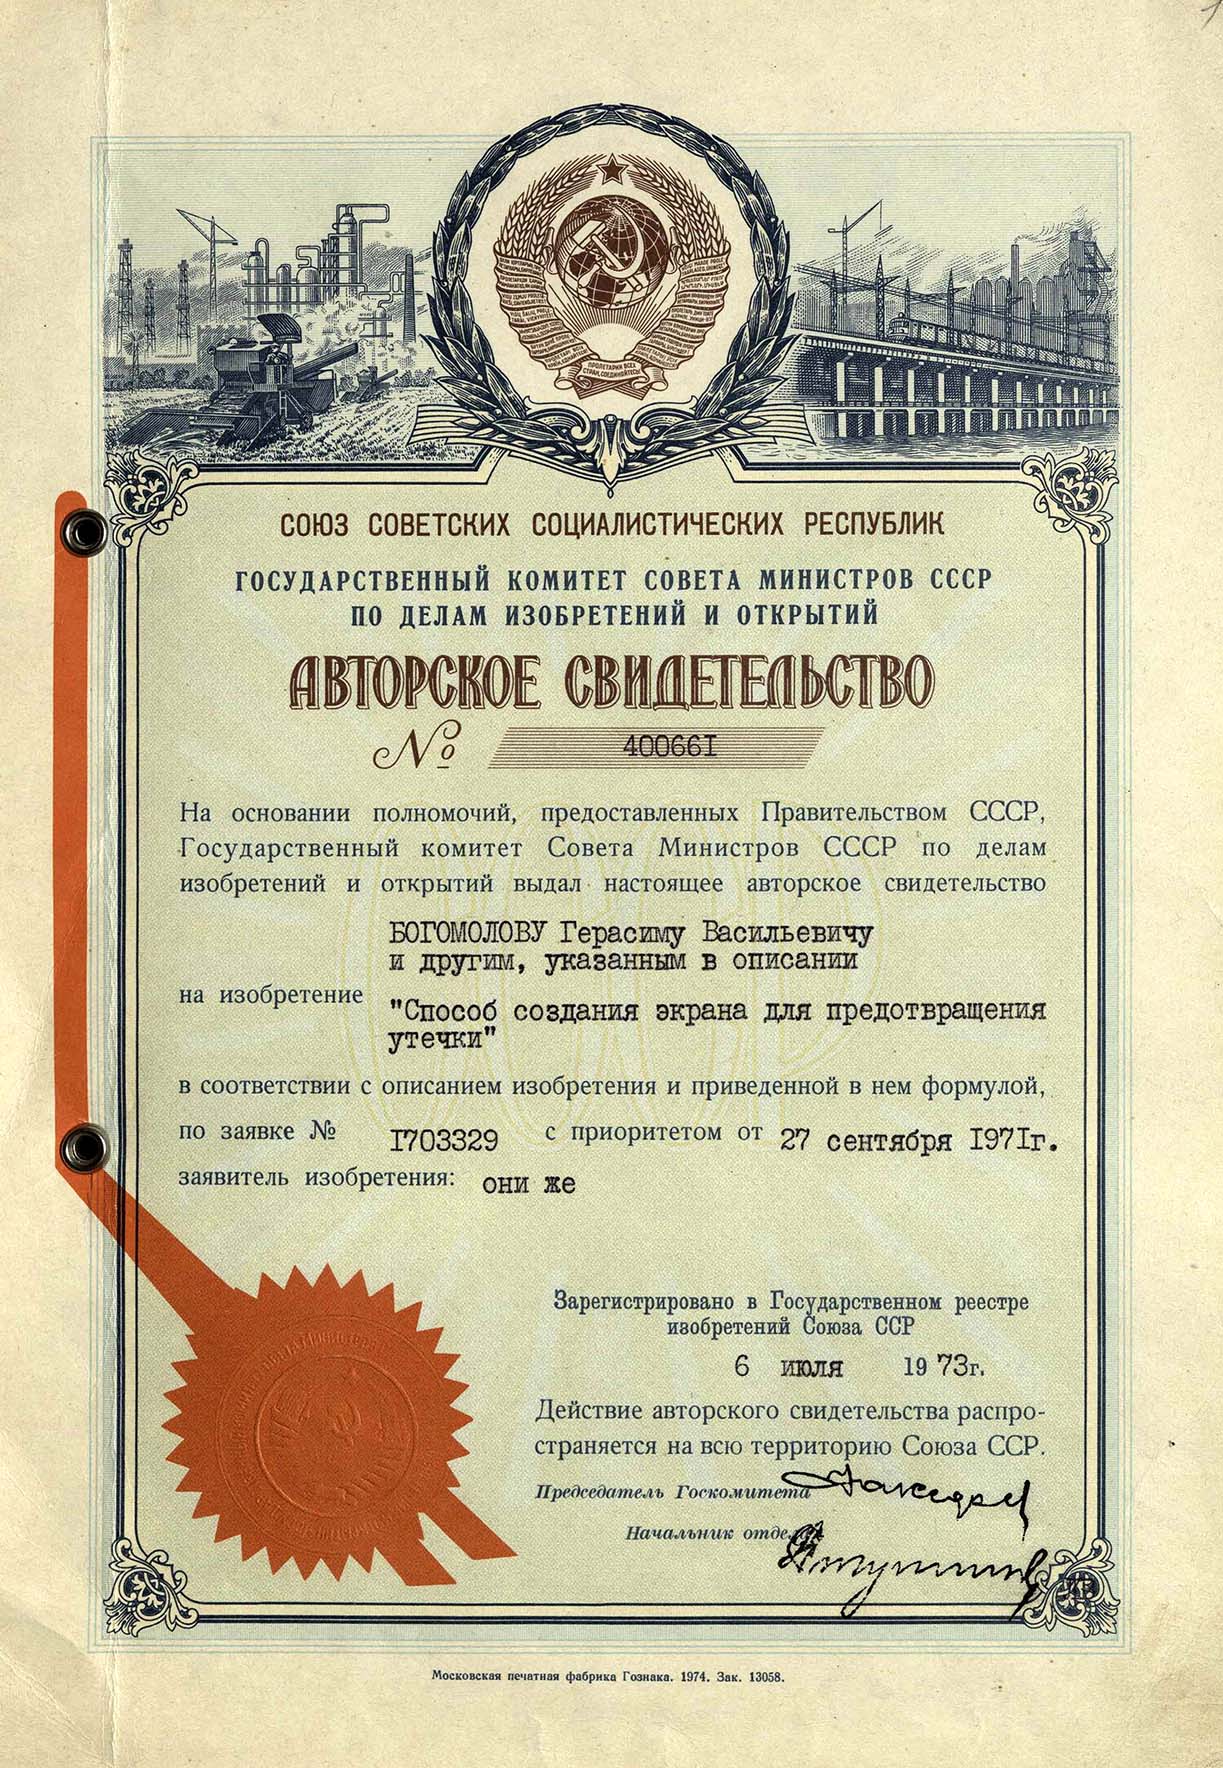 ПРОЛЕТАРИИ ВСЕХ
СТРАН, СОЕДИНЯЙТЕСЬ!
СОЮЗ СОВЕТСКИХ СОЦИАЛИСТИЧЕСКИХ РЕСПУБЛИК
ГОСУДАРСТВЕННЫЙ КОМИТЕТ СОВЕТА МИНИСТРОВ СССР
ПО ДЕЛАМ ИЗОБРЕТЕНИЙ И ОТКРЫТИЙ
АВТОРСКОЕ СВИДЕТЕЛЬСТВО
№ 400661
На основании полномочий, предоставленных Правительством СССР,
Государственный комитет Совета Министров СССР по делам
изобретений и открытий выдал настоящее авторское свидетельство
БОГОМОЛОВУ Герасиму Васильевичу
и другим, указанным в описании
на изобретение "Способ создания экрана для предотвращения
утечки"
в соответствии с описанием изобретения и приведенной в нем формулой,
по заявке № 1703329 с приоритетом от 27 сентября 1971г.
заявитель изобретения: они же
Зарегистрировано в Государственном реестре
изобретений Союза ССР
6 июля 1973г.
Действие авторского свидетельства распро-
страняется на всю территорию Союза ССР.
Председатель Госкомитета
Начальник отдела
Московская печатная фабрика Гознака. 1974. Зак. 13058.